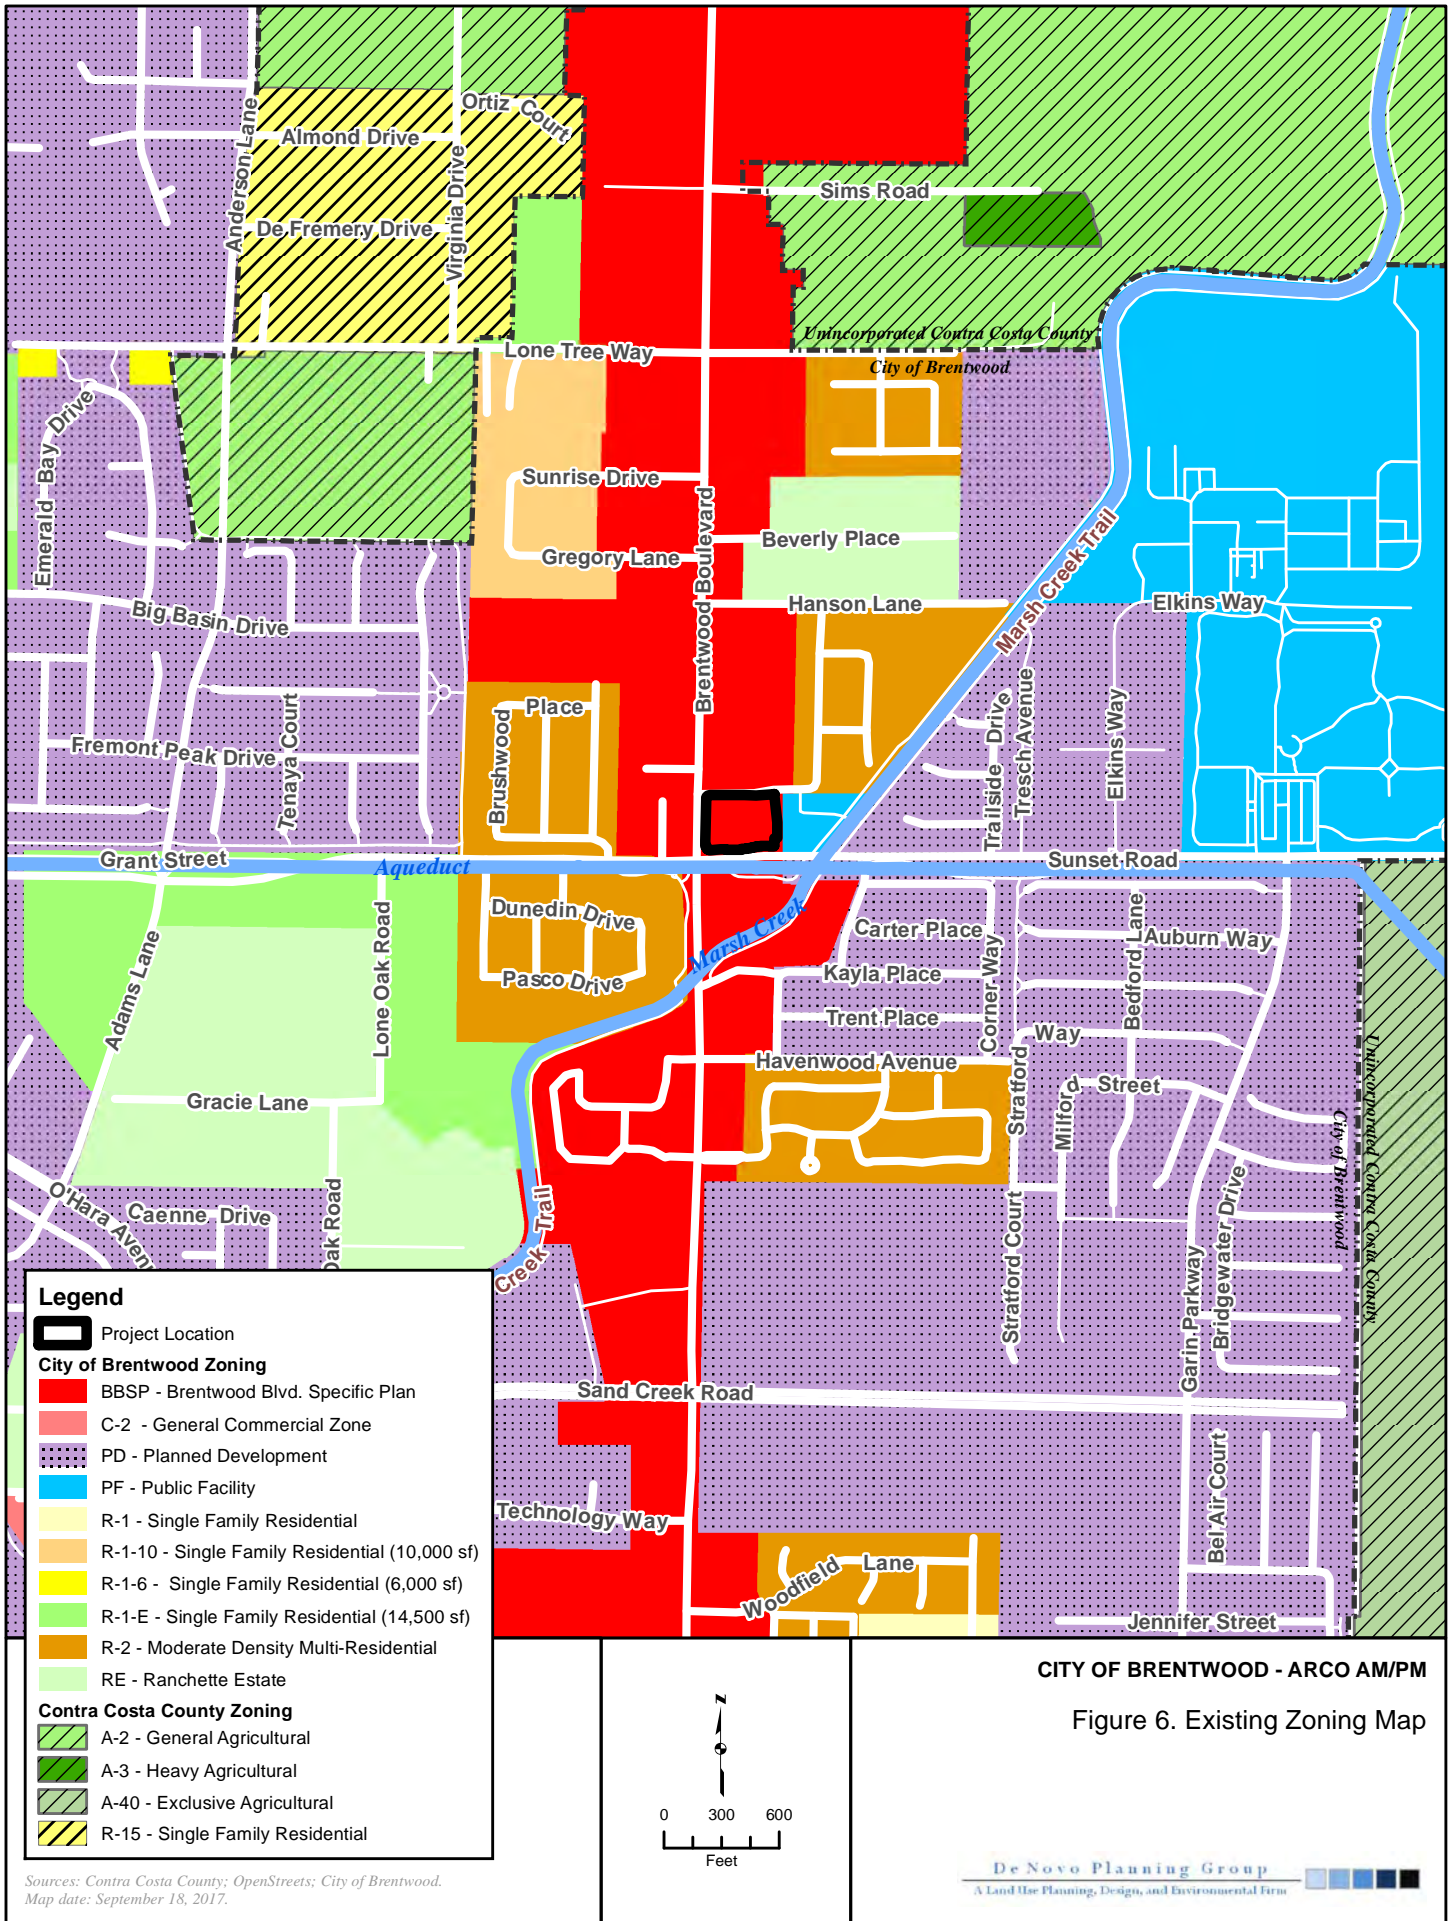 Ortiz Court
Almond Drive
Anderson Lane
Virginia Drive
De Fremery Drive
Sims Road
Unincorporated Contra Costa County
City of Brentwood
Lone Tree Way
Emerald Bay Drive
Sunrise Drive
Brentwood Boulevard
Beverly Place
Gregory Lane
Marsh Creek Trail
Hanson Lane
Elkins Way
Big Basin Drive
Place
Brushwood
Tenaya Court
Fremont Peak Drive
Trailside Drive
Tresch Avenue
Elkins Way
Grant Street
Aqueduct
Sunset Road
Dunedin Drive
Marsh Creek
Carter Place
Corner Way
Bedford Lane
Auburn Way
Adams Lane
Lone Oak Road
Pasco Drive
Kayla Place
Trent Place
Way
Havenwood Avenue
Stratford
Milford Street
Gracie Lane
Unincorporated Contra Costa County
City of Brentwood
O'Hara Avenu
Caenne Drive
Oak Road
Creek Trail
Stratford Court
Garin Parkway
Bridgewater Drive
Sand Creek Road
Technology Way
Bel Air Court
Woodfield Lane
Jennifer Street
Legend
Project Location
City of Brentwood Zoning
BBSP - Brentwood Blvd. Specific Plan
C-2 - General Commercial Zone
PD - Planned Development
PF - Public Facility
R-1 - Single Family Residential
R-1-10 - Single Family Residential (10,000 sf)
R-1-6 - Single Family Residential (6,000 sf)
R-1-E - Single Family Residential (14,500 sf)
R-2 - Moderate Density Multi-Residential
RE - Ranchette Estate
Contra Costa County Zoning
A-2 - General Agricultural
A-3 - Heavy Agricultural
A-40 - Exclusive Agricultural
R-15 - Single Family Residential
Sources: Contra Costa County; OpenStreets; City of Brentwood.
Map date: September 18, 2017.
N
0 300 600
Feet
CITY OF BRENTWOOD - ARCO AM/PM
Figure 6. Existing Zoning Map
De Novo Planning Group
A Land Use Planning, Design, and Environmental Firm